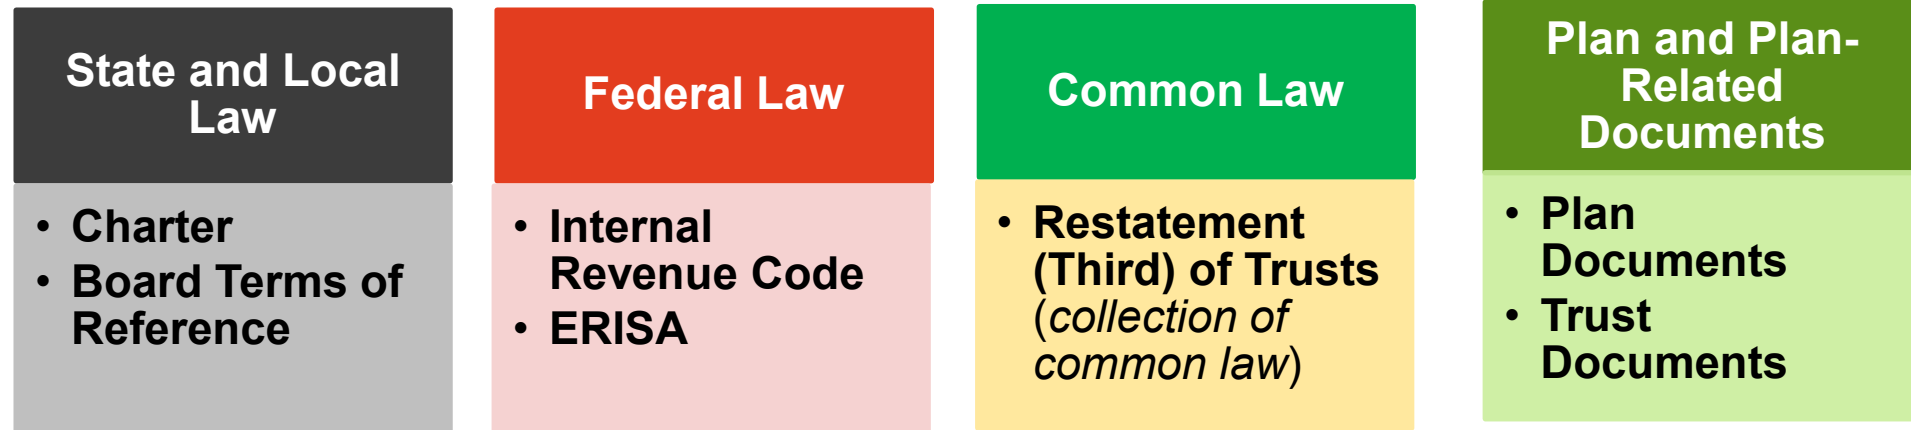 State and Local
Law
• Charter
• Board Terms of
Reference
Federal Law
• Internal
Revenue Code
• ERISA
Common Law
• Restatement
(Third) of Trusts
(collection of
common law)
Plan and Plan-
Related
Documents
• Plan
Documents
• Trust
Documents